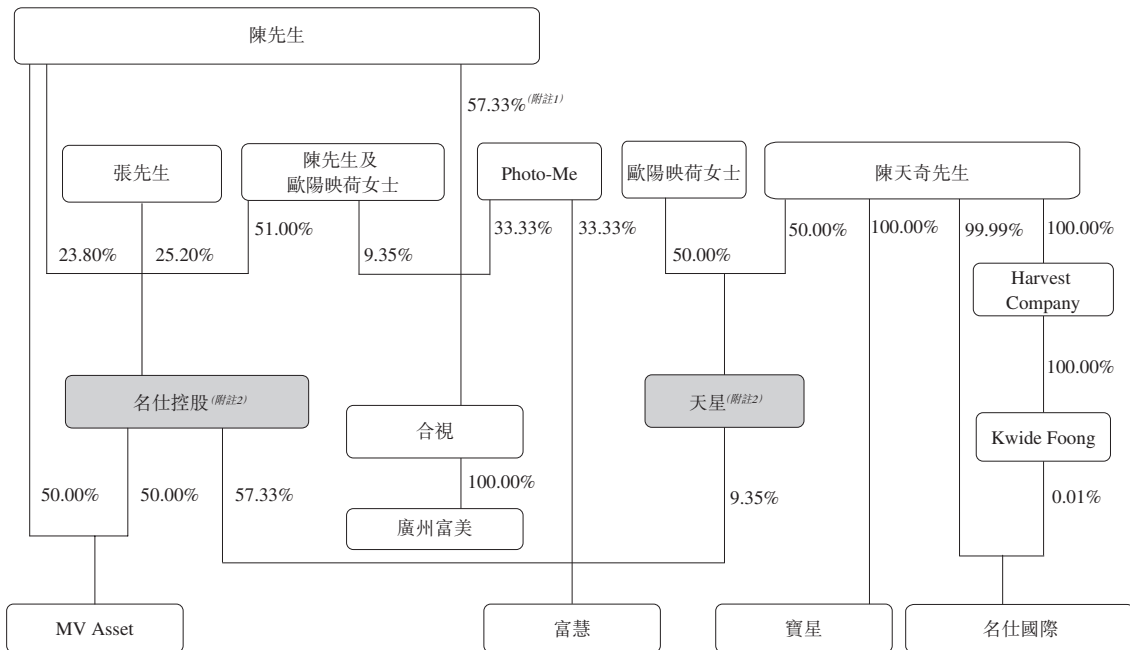 陳先生
57.33%(附註1)
張先生
陳先生及
歐陽映荷女士
Photo-Me
歐陽映荷女士
陳天奇先生
23.80%
25.20%
51.00%
9.35%
33.33%
33.33%
50.00%
50.00%
100.00%
99.99%
100.00%
Harvest
Company
100.00%
名仕控股(附註2)
合視
天星(附註2)
Kwide Foong
50.00%
50.00%
57.33%
100.00%
9.35%
0.01%
廣州富美
MV Asset
富慧
寶星
名仕國際